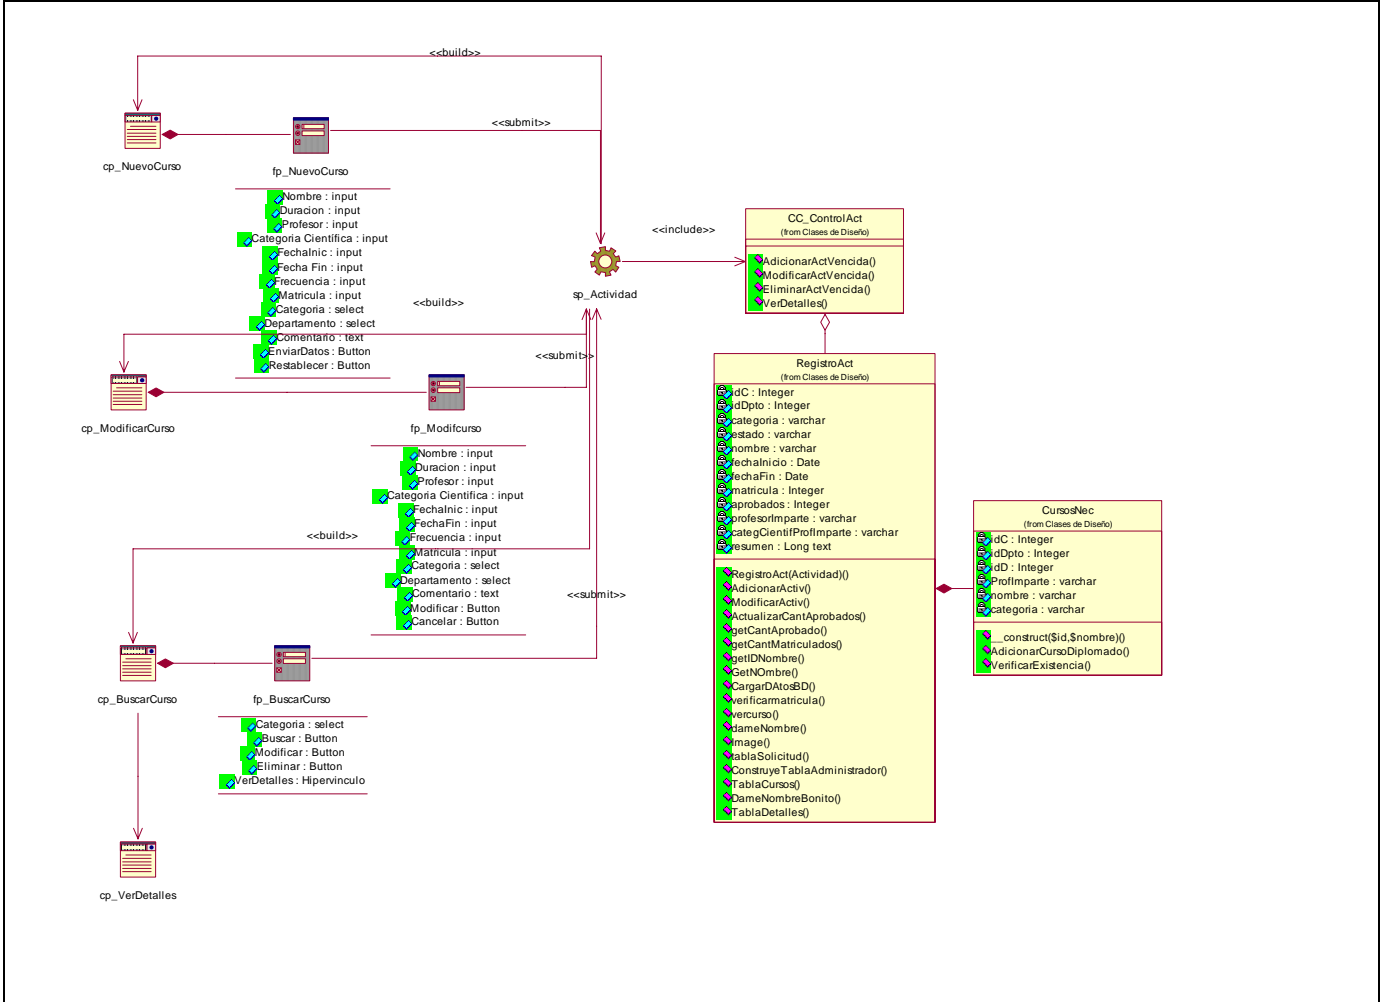 <<build>>
<<submit>>
cp_NuevoCurso
fp_NuevoCurso
Nombre : input
Duracion : input
Profesor : input
Categoria Científica : input
FechaInic : input
Fecha Fin : input
Frecuencia : input
Matricula : input
Categoria : select
Departamento : select
Comentario : text
EnviarDatos : Button
Restablecer : Button
<<include>>
sp_Actividad
CC_ControlAct
(from Clases de Diseño)
AdicionarActVencida()
ModificarActVencida()
EliminarActVencida()
VerDetalles()
<<build>>
<<submit>>
cp_ModificarCurso
fp_Modifcurso
Nombre : input
Duracion : input
Profesor : input
Categoria Cientifica : input
FechaInic : input
FechaFin : input
Frecuencia : input
Matricula : input
Categoria : select
Departamento : select
Comentario : text
Modificar : Button
Cancelar : Button
RegistroAct
(from Clases de Diseño)
idC : Integer
idDpto : Integer
categoria : varchar
estado : varchar
nombre : varchar
fechaInicio : Date
fechaFin : Date
matricula : Integer
aprobados : Integer
profesorImparte : varchar
categCientifProfImparte : varchar
resumen : Long text
RegistroAct(Actividad)()
AdicionarActiv()
ModificarActiv()
ActualizarCantAprobados()
getCantAprobado()
getCantMatriculados()
getIDNombre()
GetNOmbre()
CargarDAtosBD()
verificarmatricula()
vercurso()
dameNombre()
Image()
tablaSolicitud()
ConstruyeTablaAdministrador()
TablaCursos()
DameNombreBonito()
TablaDetalles()
CursosNec
(from Clases de Diseño)
idC : Integer
idDpto : Integer
idD : Integer
ProfImparte : varchar
nombre : varchar
categoria : varchar
__construct($id,$nombre)()
AdicionarCursoDiplomado()
VerificarExistencia()
<<build>>
<<submit>>
cp_BuscarCurso
fp_BuscarCurso
Categoria : select
Buscar : Button
Modificar : Button
Eliminar : Button
VerDetalles : Hipervinculo
cp_VerDetalles